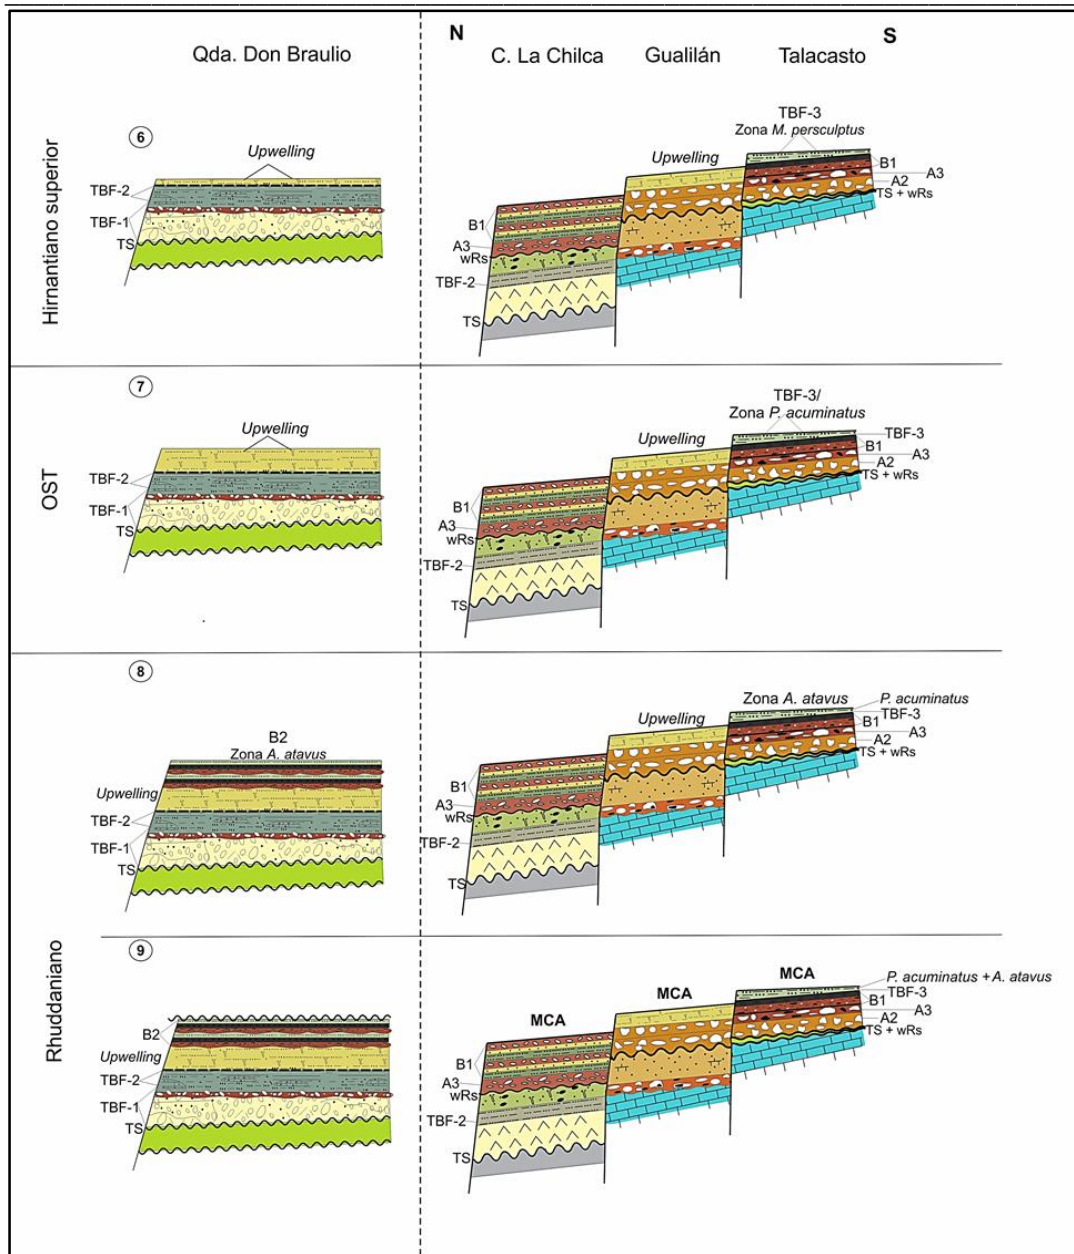 N
S
Qda. Don Braulio
C. La Chilca
Gualilán
Talacasto
Hirnantiano superior
6
Upwelling
TBF-2
TBF-1
TS
TBF-3
Zona M. persculptus
Upwelling
B1
A3
A2
TS + wRs
B1
A3
wRs
TBF-2
TS
OST
7
Upwelling
TBF-2
TBF-1
TS
TBF-3/
Zona P. acuminatus
Upwelling
TBF-3
B1
A3
A2
TS + wRs
B1
A3
wRs
TBF-2
TS
Rhuddaniano
8
B2
Zona A. atavus
Upwelling
TBF-2
TBF-1
TS
Zona A. atavus
P. acuminatus
Upwelling
TBF-3
B1
A3
A2
TS + wRs
B1
A3
wRs
TBF-2
TS
9
B2
Upwelling
TBF-2
TBF-1
TS
MCA
MCA
MCA
P. acuminatus + A. atavus
TBF-3
B1
A3
A2
TS + wRs
B1
A3
wRs
TBF-2
TS